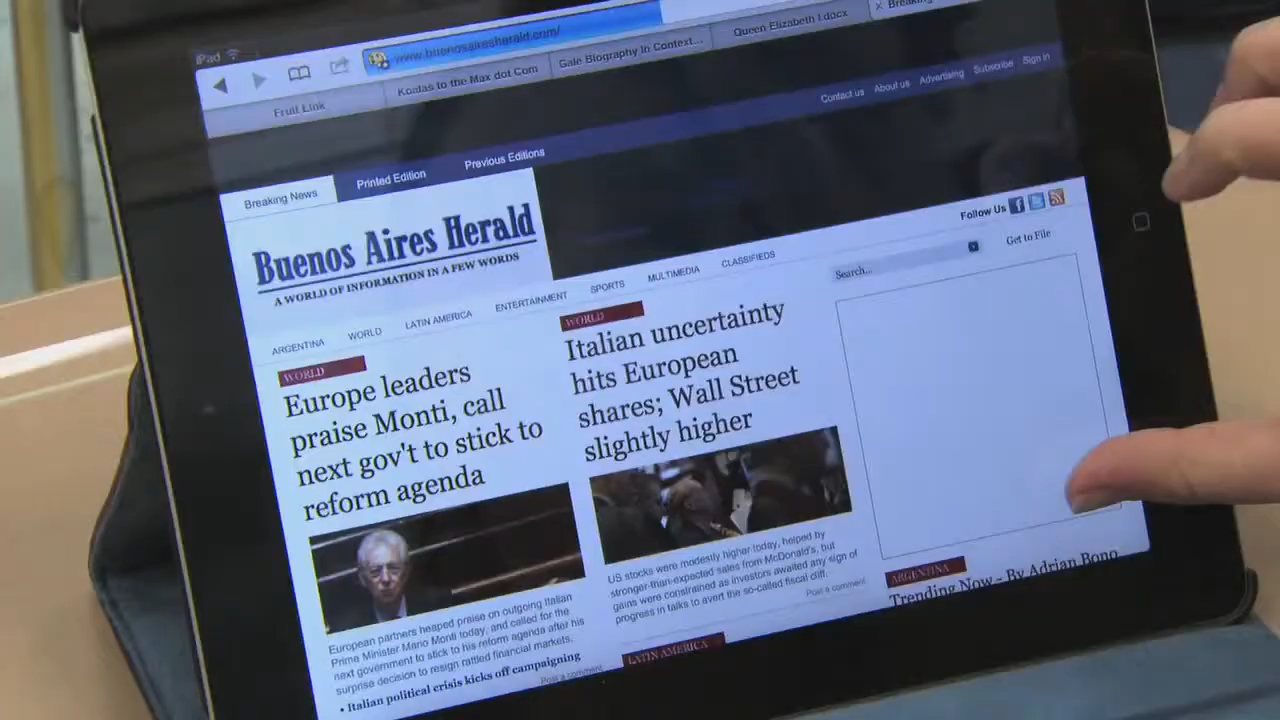 iPad
www.buenosairesherald.com/
Fruit Link
Koalas to the Max dot Com
Gale Biography In Context...
Queen Elizabeth I.docx
Contact us About us Advertising Subscribe Sign in
Breaking News
Printed Edition
Previous Editions
Buenos Aires Herald
A WORLD OF INFORMATION IN A FEW WORDS
Follow Us
Get to File
Search...
ARGENTINA WORLD LATIN AMERICA ENTERTAINMENT SPORTS MULTIMEDIA CLASSIFIEDS
WORLD
Europe leaders
praise Monti, call
next gov't to stick to
reform agenda
European partners heaped praise on outgoing Italian
Prime Minister Mario Monti today, and called for the
next government to stick to his reform agenda after his
surprise decision to resign rattled financial markets.
Post a comment
• Italian political crisis kicks off campaigning
WORLD
Italian uncertainty
hits European
shares; Wall Street
slightly higher
US stocks were modestly higher today, helped by
stronger-than-expected sales from McDonald's, but
gains were constrained as investors awaited any sign of
progress in talks to avert the so-called fiscal cliff.
Post a comment
LATIN AMERICA
ARGENTINA
Trending Now - By Adrian Bono